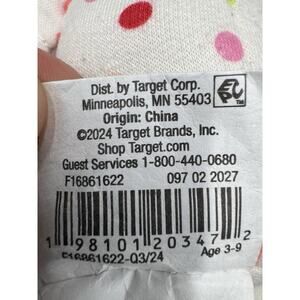 Dist. by Target Corp.
Minneapolis, MN 55403
Origin: China
©2024 Target Brands, Inc.
Shop Target.com
Guest Services 1-800-440-0680
F16861622 097 02 2027
1 98101 20347 2
F16861622-03/24 Age 3-9